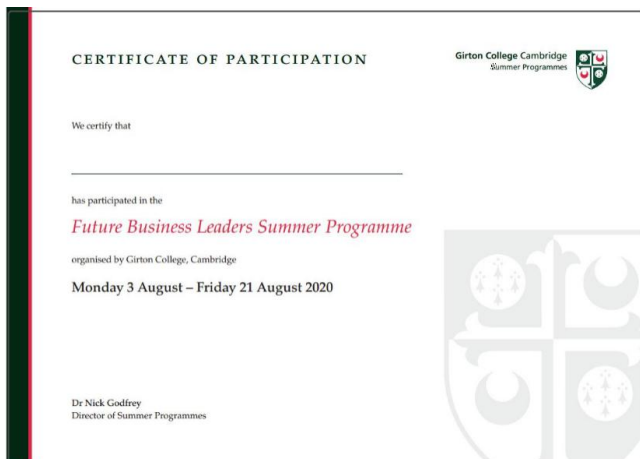 CERTIFICATE OF PARTICIPATION
Girton College Cambridge
Summer Programmes
We certify that
has participated in the
Future Business Leaders Summer Programme
organised by Girton College, Cambridge
Monday 3 August – Friday 21 August 2020
Dr Nick Godfrey
Director of Summer Programmes